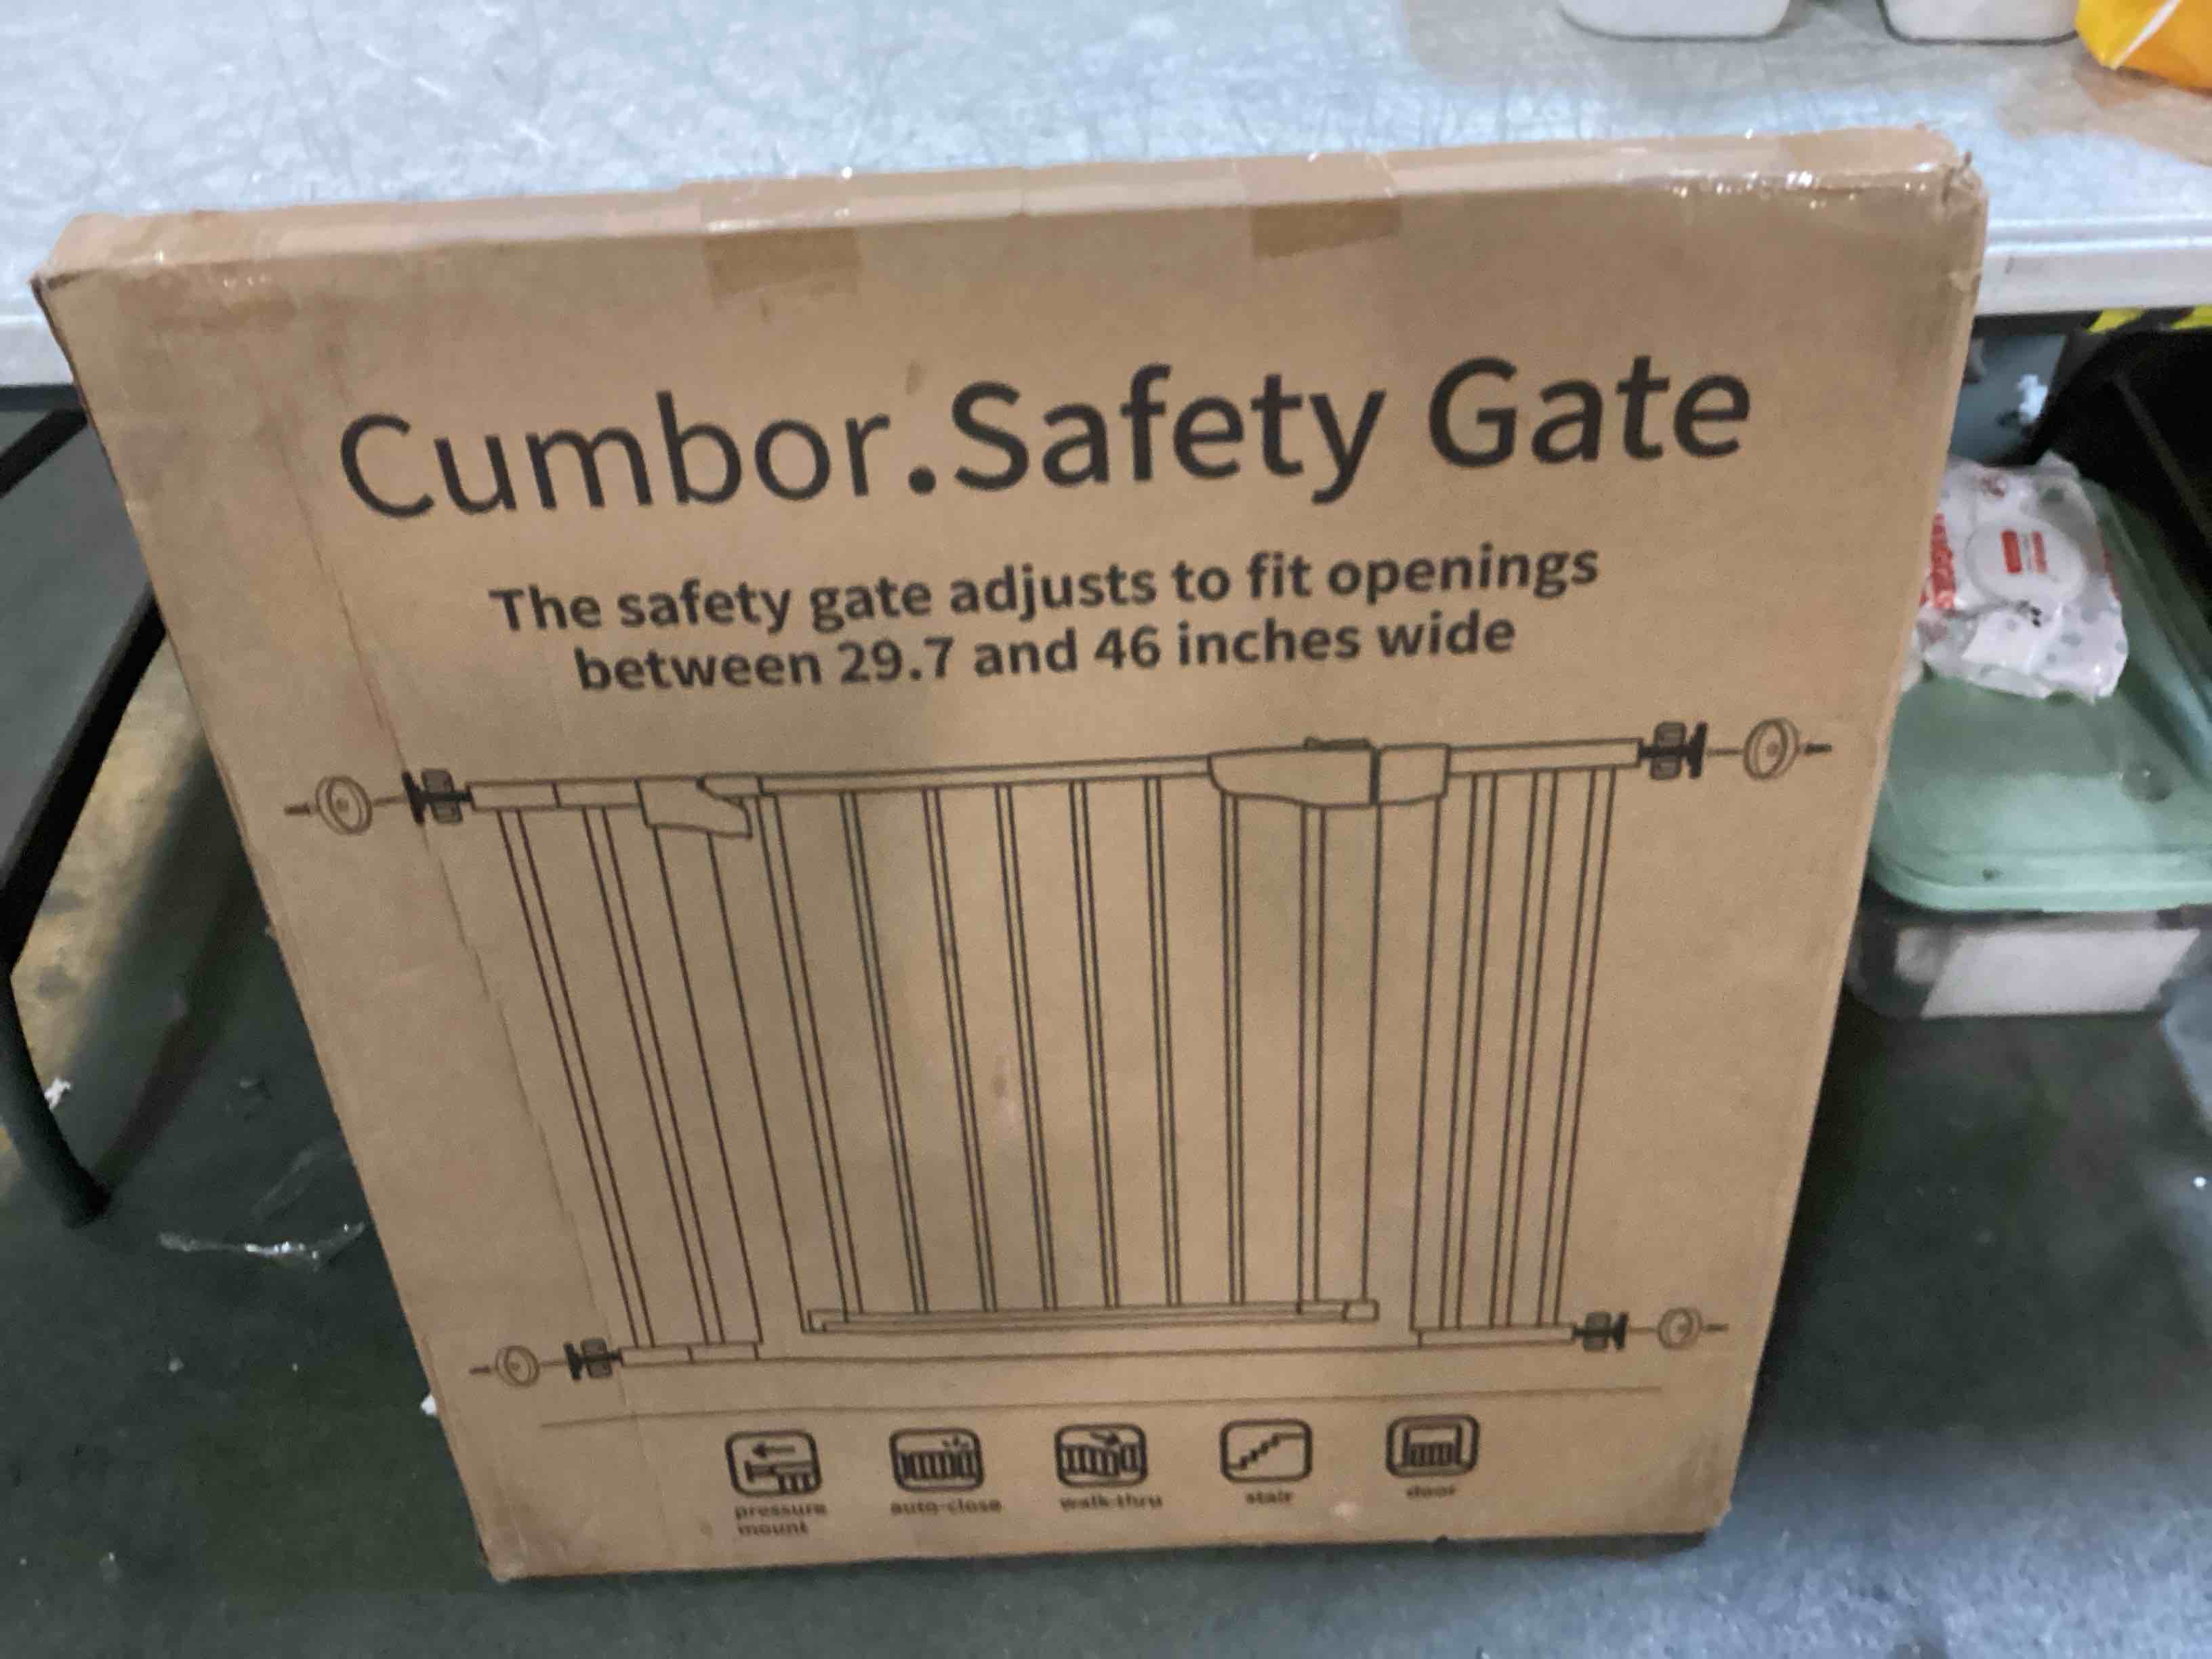 Cumbor.Safety Gate
The safety gate adjusts to fit openings
between 29.7 and 46 inches wide
pressure
mount
auto-close
walk-thru
stair
door